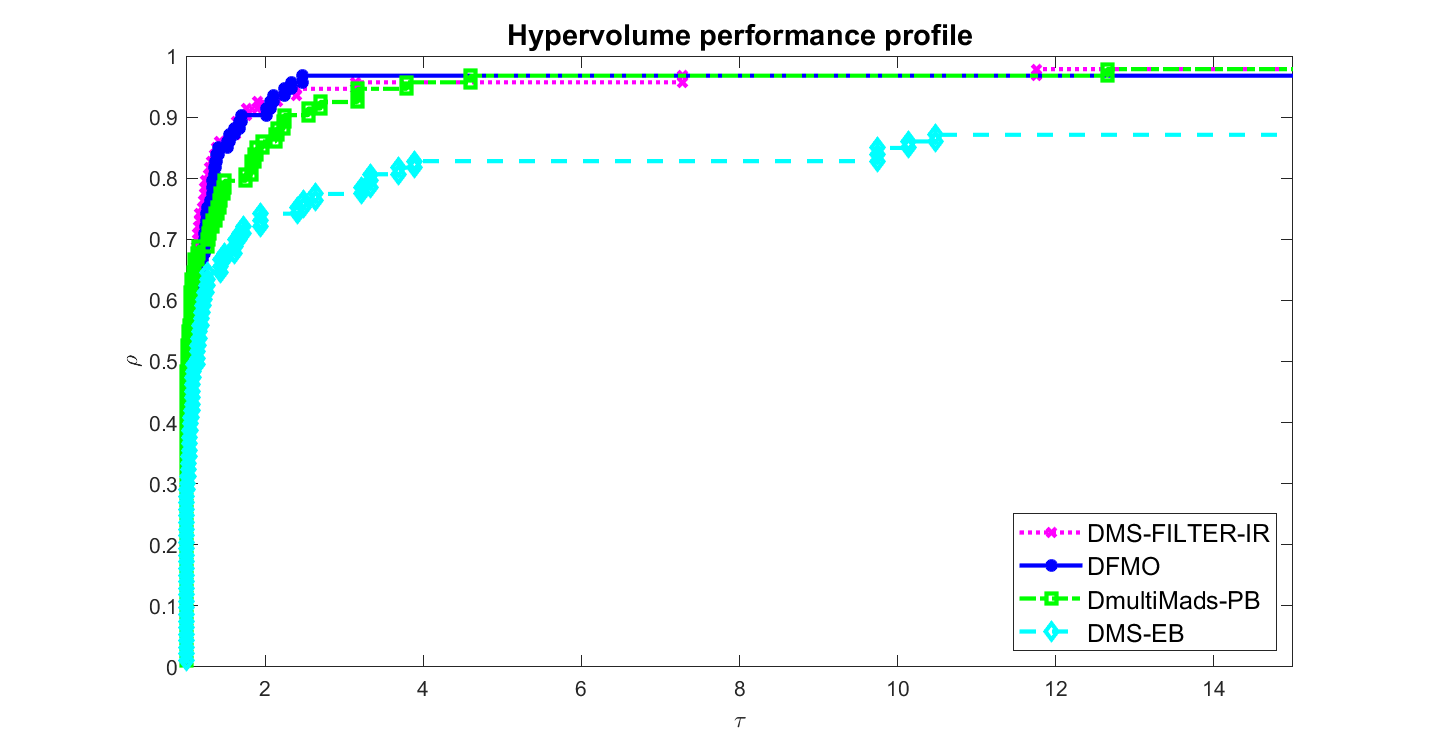 Hypervolume performance profile
1
0.9
0.8
0.7
0.6
0.5
0.4
0.3
0.2
0.1
0
ρ
2 4 6 8 10 12 14
τ
DMS-FILTER-IR
DFMO
DmultiMads-PB
DMS-EB